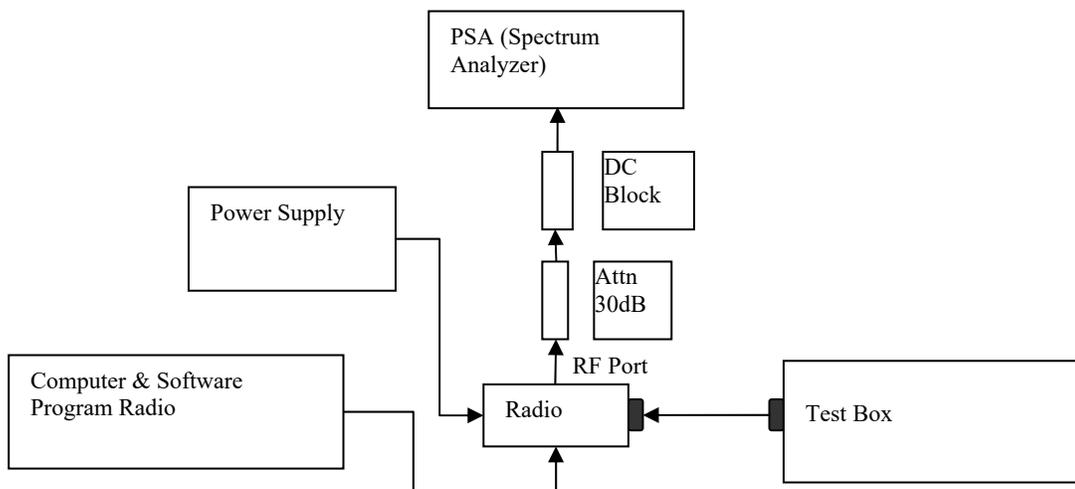 PSA (Spectrum
Analyzer)
DC
Block
Power Supply
Attn
30dB
RF Port
Computer & Software
Program Radio
Radio
Test Box